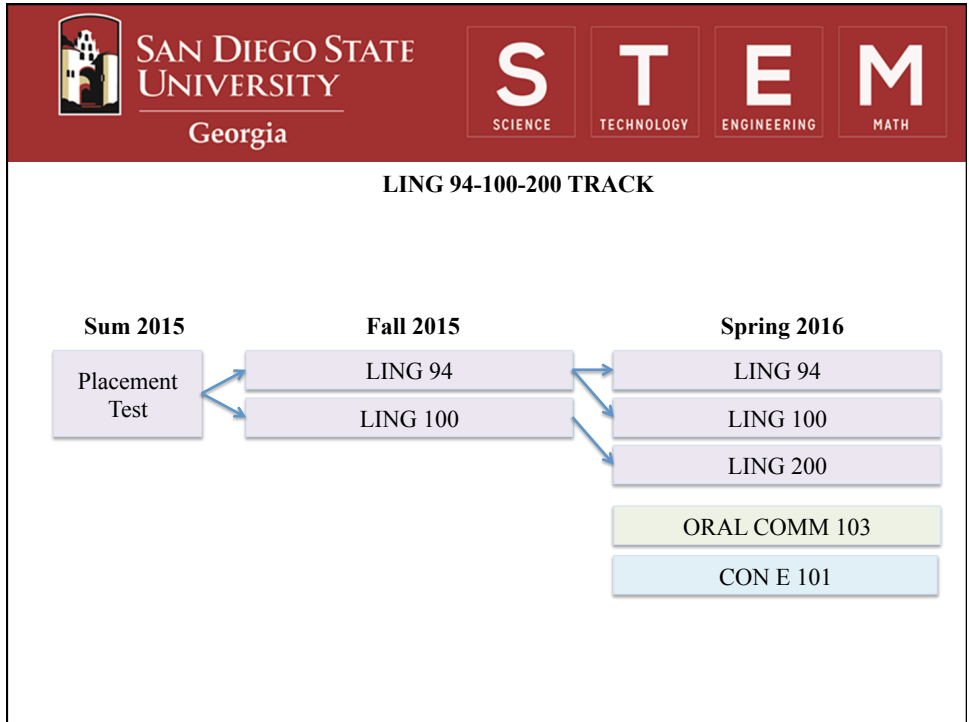 SAN DIEGO STATE
UNIVERSITY
Georgia
S
SCIENCE
T
TECHNOLOGY
E
ENGINEERING
M
MATH
LING 94-100-200 TRACK
Sum 2015
Fall 2015
Spring 2016
Placement
Test
LING 94
LING 94
LING 100
LING 100
LING 200
ORAL COMM 103
CON E 101